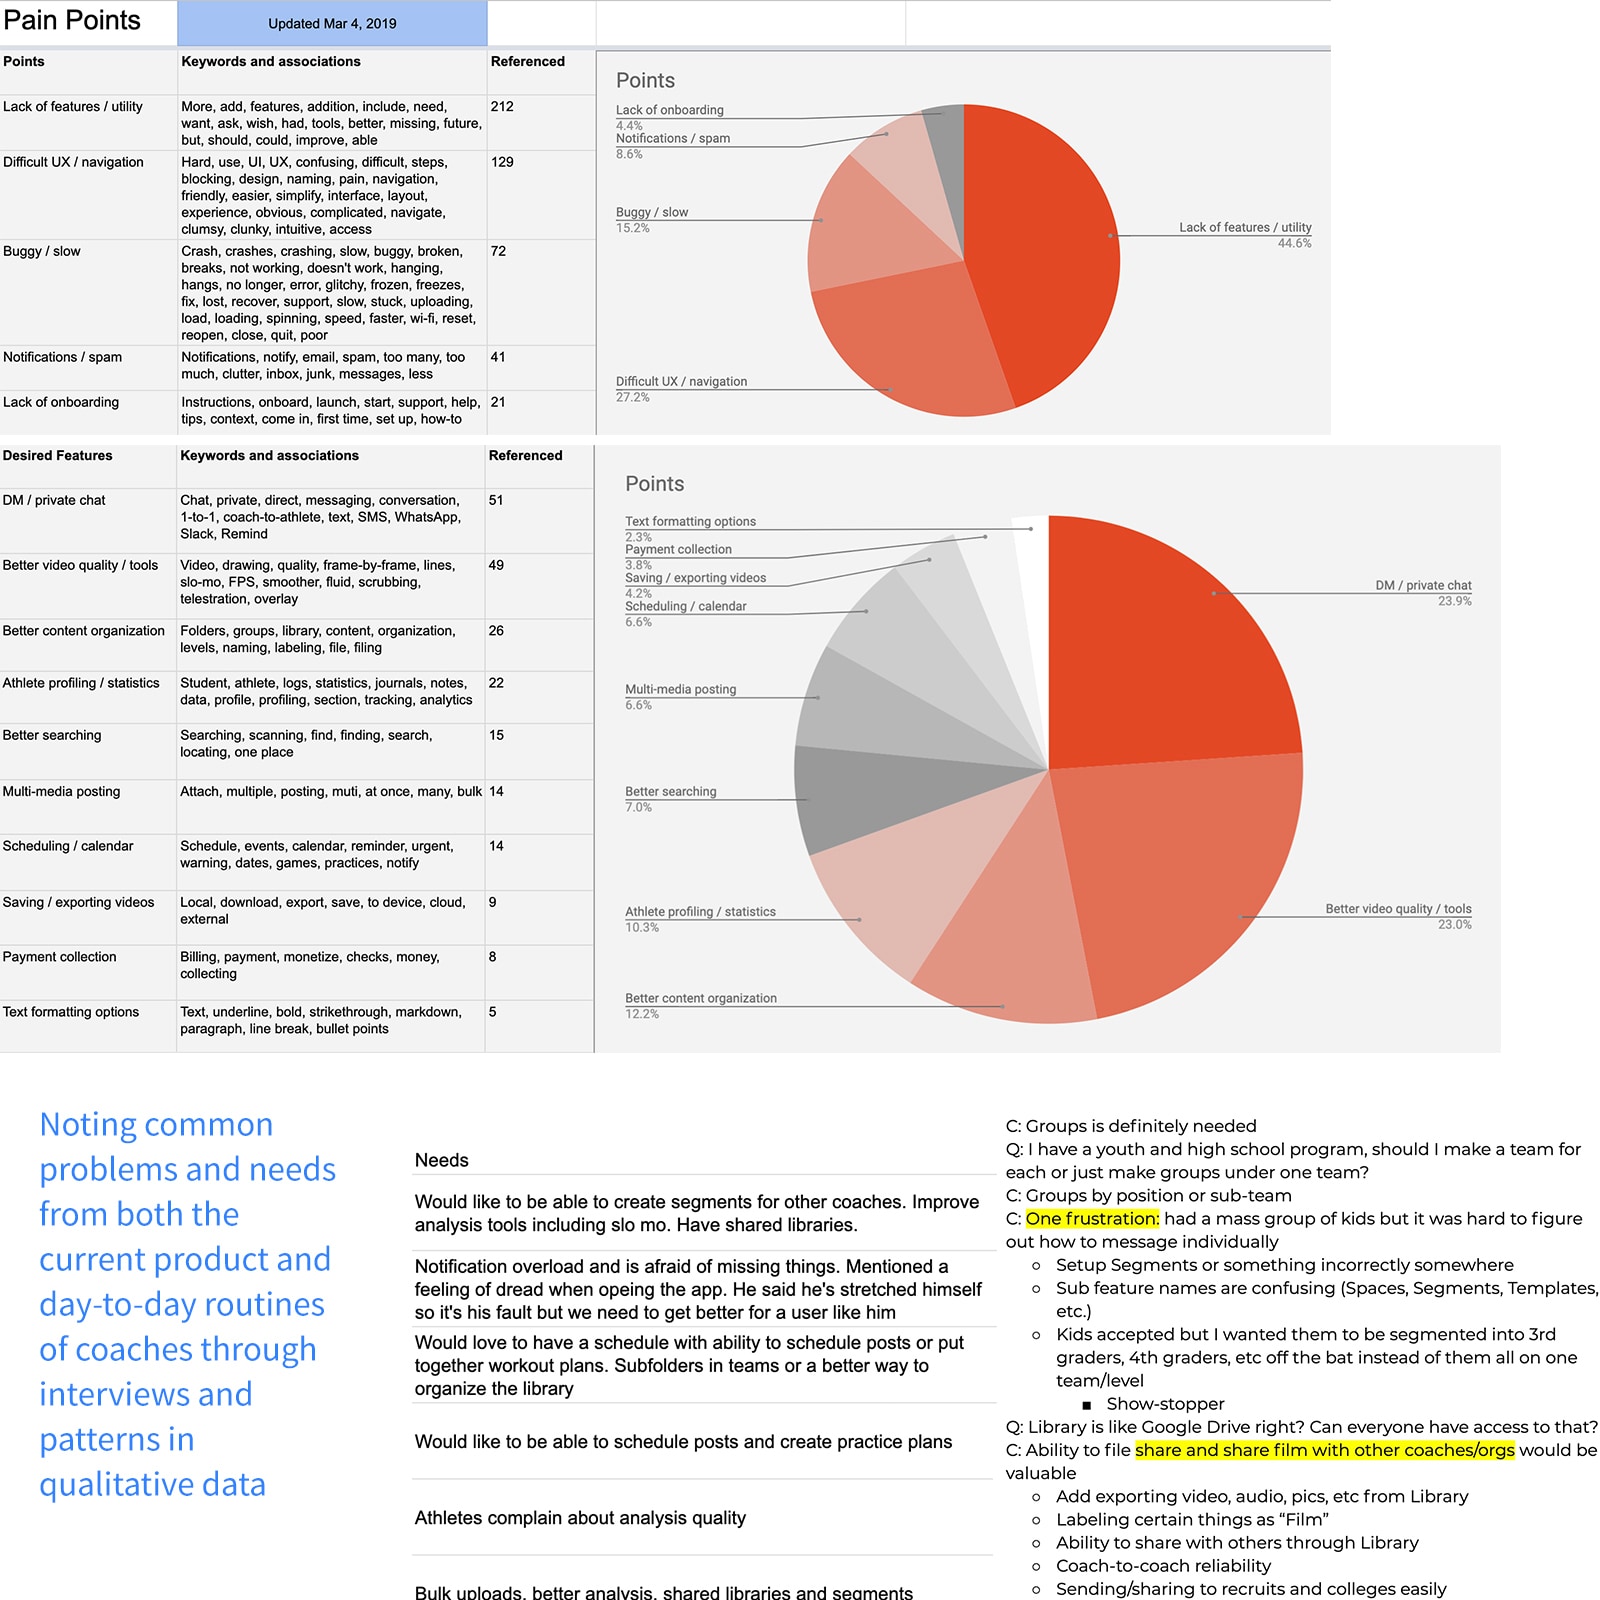 Pain Points
Updated Mar 4, 2019
Points
Keywords and associations
Referenced
Lack of features / utility
More, add, features, addition, include, need,
want, ask, wish, had, tools, better, missing, future,
but, should, could, improve, able
212
Difficult UX / navigation
Hard, use, UI, UX, confusing, difficult, steps,
blocking, design, naming, pain, navigation,
friendly, easier, simplify, interface, layout,
experience, obvious, complicated, navigate,
clumsy, clunky, intuitive, access
129
Buggy / slow
Crash, crashes, crashing, slow, buggy, broken,
breaks, not working, doesn't work, hanging,
hangs, no longer, error, glitchy, frozen, freezes,
fix, lost, recover, support, slow, stuck, uploading,
load, loading, spinning, speed, faster, wi-fi, reset,
reopen, close, quit, poor
72
Notifications / spam
Notifications, notify, email, spam, too many, too
much, clutter, inbox, junk, messages, less
41
Lack of onboarding
Instructions, onboard, launch, start, support, help,
tips, context, come in, first time, set up, how-to
21
Points
Lack of onboarding
4.4%
Notifications / spam
8.6%
Buggy / slow
15.2%
Difficult UX / navigation
27.2%
Lack of features / utility
44.6%
Desired Features
Keywords and associations
Referenced
DM / private chat
Chat, private, direct, messaging, conversation,
1-to-1, coach-to-athlete, text, SMS, WhatsApp,
Slack, Remind
51
Better video quality / tools
Video, drawing, quality, frame-by-frame, lines,
slo-mo, FPS, smoother, fluid, scrubbing,
telestration, overlay
49
Better content organization
Folders, groups, library, content, organization,
levels, naming, labeling, file, filing
26
Athlete profiling / statistics
Student, athlete, logs, statistics, journals, notes,
data, profile, profiling, section, tracking, analytics
22
Better searching
Searching, scanning, find, finding, search,
locating, one place
15
Multi-media posting
Attach, multiple, posting, muti, at once, many, bulk
14
Scheduling / calendar
Schedule, events, calendar, reminder, urgent,
warning, dates, games, practices, notify
14
Saving / exporting videos
Local, download, export, save, to device, cloud,
external
9
Payment collection
Billing, payment, monetize, checks, money,
collecting
8
Text formatting options
Text, underline, bold, strikethrough, markdown,
paragraph, line break, bullet points
5
Points
Text formatting options
2.3%
Payment collection
3.8%
Saving / exporting videos
4.2%
Scheduling / calendar
6.6%
Multi-media posting
6.6%
Better searching
7.0%
Athlete profiling / statistics
10.3%
Better content organization
12.2%
DM / private chat
23.9%
Better video quality / tools
23.0%
Noting common
problems and needs
from both the
current product and
day-to-day routines
of coaches through
interviews and
patterns in
qualitative data
Needs
Would like to be able to create segments for other coaches. Improve
analysis tools including slo mo. Have shared libraries.
Notification overload and is afraid of missing things. Mentioned a
feeling of dread when opeing the app. He said he's stretched himself
so it's his fault but we need to get better for a user like him
Would love to have a schedule with ability to schedule posts or put
together workout plans. Subfolders in teams or a better way to
organize the library
Would like to be able to schedule posts and create practice plans
Athletes complain about analysis quality
Bulk uploads, better analysis, shared libraries and segments
C: Groups is definitely needed
Q: I have a youth and high school program, should I make a team for
each or just make groups under one team?
C: Groups by position or sub-team
C: One frustration: had a mass group of kids but it was hard to figure
out how to message individually
○ Setup Segments or something incorrectly somewhere
○ Sub feature names are confusing (Spaces, Segments, Templates,
etc.)
○ Kids accepted but I wanted them to be segmented into 3rd
graders, 4th graders, etc off the bat instead of them all on one
team/level
■ Show-stopper
Q: Library is like Google Drive right? Can everyone have access to that?
C: Ability to file share and share film with other coaches/orgs would be
valuable
○ Add exporting video, audio, pics, etc from Library
○ Labeling certain things as “Film”
○ Ability to share with others through Library
○ Coach-to-coach reliability
○ Sending/sharing to recruits and colleges easily